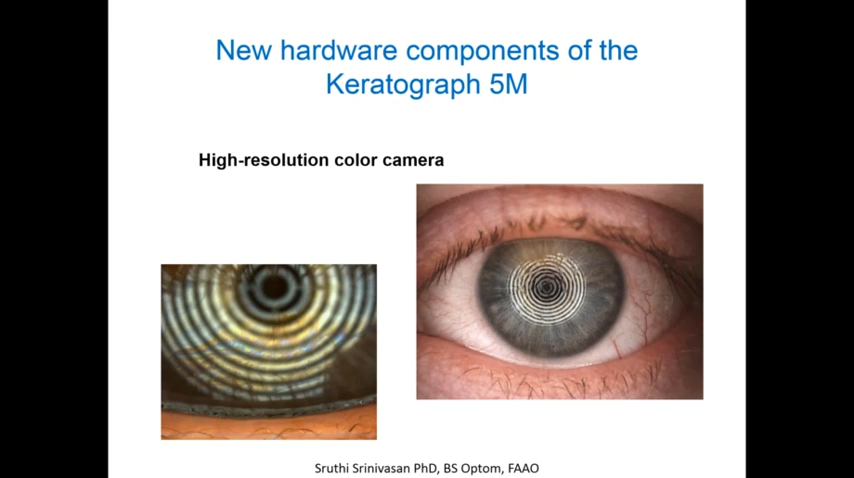 New hardware components of the
Keratograph 5M
High-resolution color camera
Sruthi Srinivasan PhD, BS Optom, FAAO